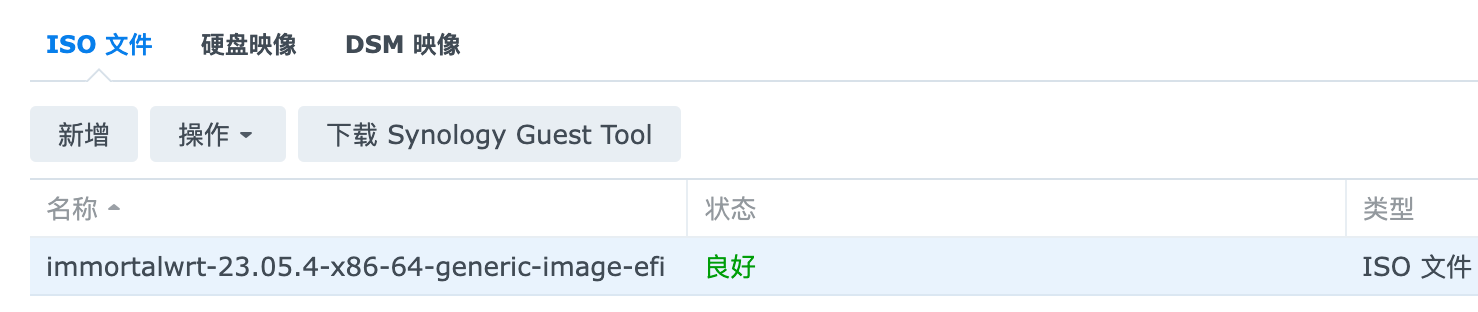 ISO 文件 硬盘映像 DSM 映像
新增 操作 下载 Synology Guest Tool
名称 状态 类型
immortalwrt-23.05.4-x86-64-generic-image-efi 良好 ISO 文件